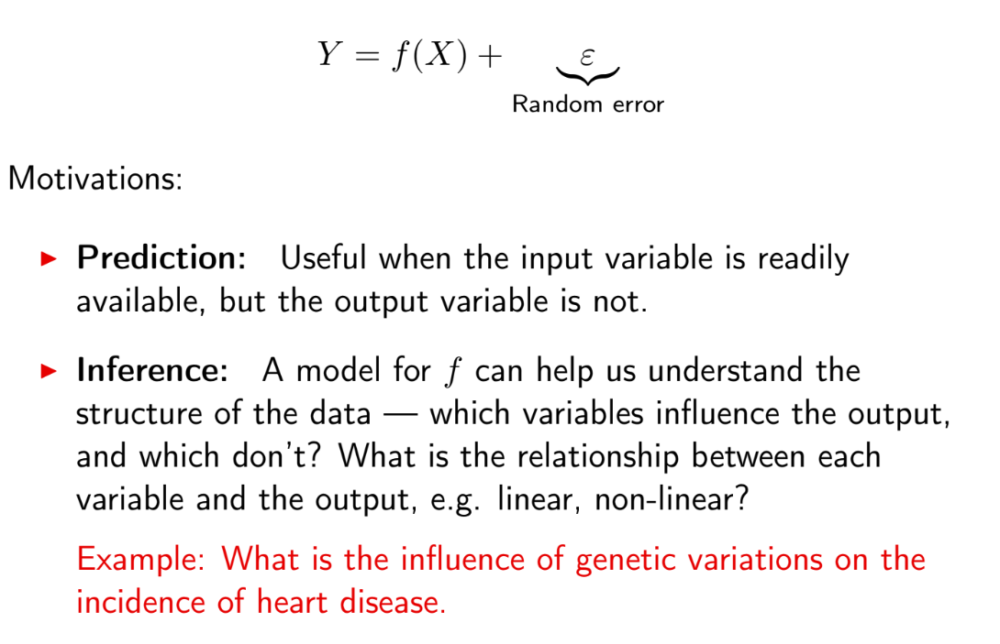 Y = f(X) + ε
Random error
Motivations:
▶ Prediction: Useful when the input variable is readily
available, but the output variable is not.
▶ Inference: A model for f can help us understand the
structure of the data — which variables influence the output,
and which don't? What is the relationship between each
variable and the output, e.g. linear, non-linear?
Example: What is the influence of genetic variations on the
incidence of heart disease.